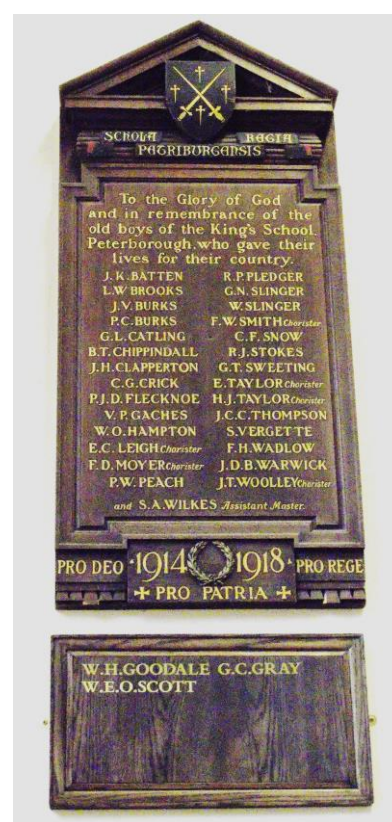 SCHOLA REGIA
PETRIBURGENSIS
To the Glory of God
and in remembrance of the
old boys of the King's School,
Peterborough, who gave their
lives for their country.
J.K.BATTEN R.P.PLEDGER
L.W.BROOKS G.N.SLINGER
J.V.BURKS W.SLINGER
P.C.BURKS F.W.SMITH Chorister
G.L.CATLING C.F.SNOW
B.T.CHIPPINDALL R.J.STOKES
J.H.CLAPPERTON G.T.SWEETING
C.G.CRICK E.TAYLOR Chorister
P.J.D.FLECKNOE H.J.TAYLOR Chorister
V.P.GACHES J.C.C.THOMPSON
W.O.HAMPTON S.VERGETTE
E.C.LEIGH Chorister F.H.WADLOW
F.D.MOYER Chorister J.D.B.WARWICK
P.W.PEACH J.T.WOOLLEY Chorister
and S.A.WILKES Assistant Master.
PRO DEO 1914 1918 PRO REGE
PRO PATRIA
W.H.GOODALE G.C.GRAY
W.E.O.SCOTT